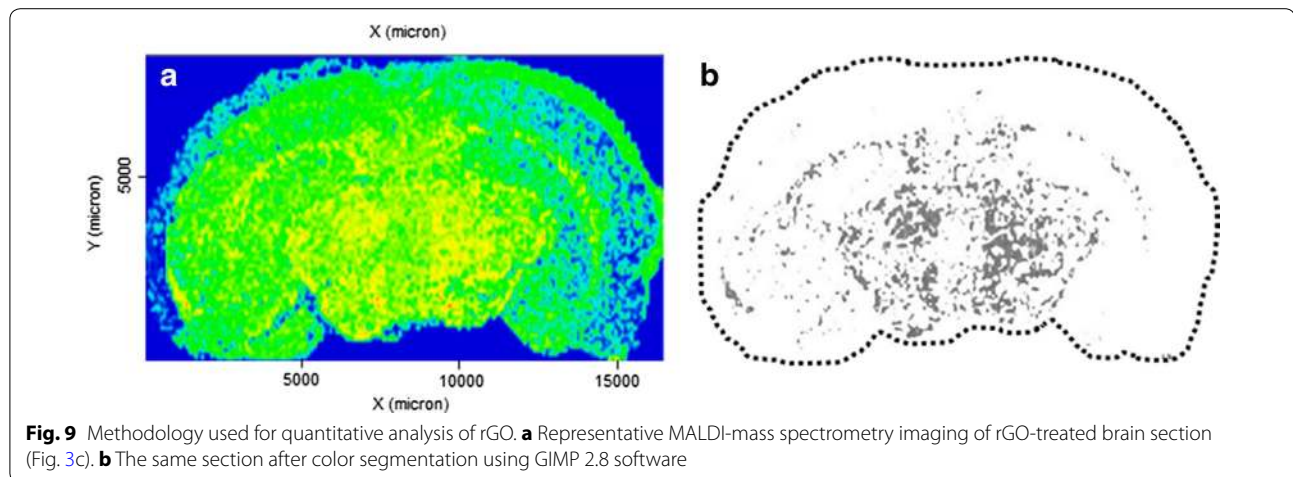 X (micron)
a
b
Y (micron)
5000
5000 10000 15000
X (micron)
Fig. 9 Methodology used for quantitative analysis of rGO. a Representative MALDI-mass spectrometry imaging of rGO-treated brain section
(Fig. 3c). b The same section after color segmentation using GIMP 2.8 software